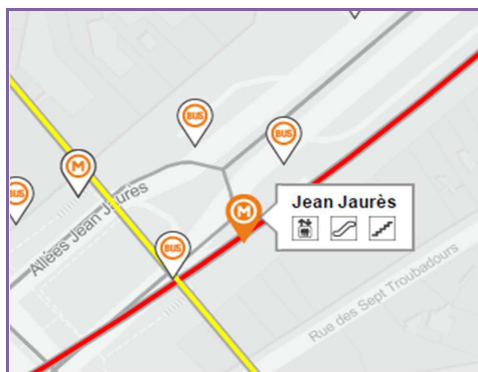 BUS
BUS
M
BUS
Allées Jean Jaurès
M
Jean Jaurès
BUS
Rue des Sept Troubadours